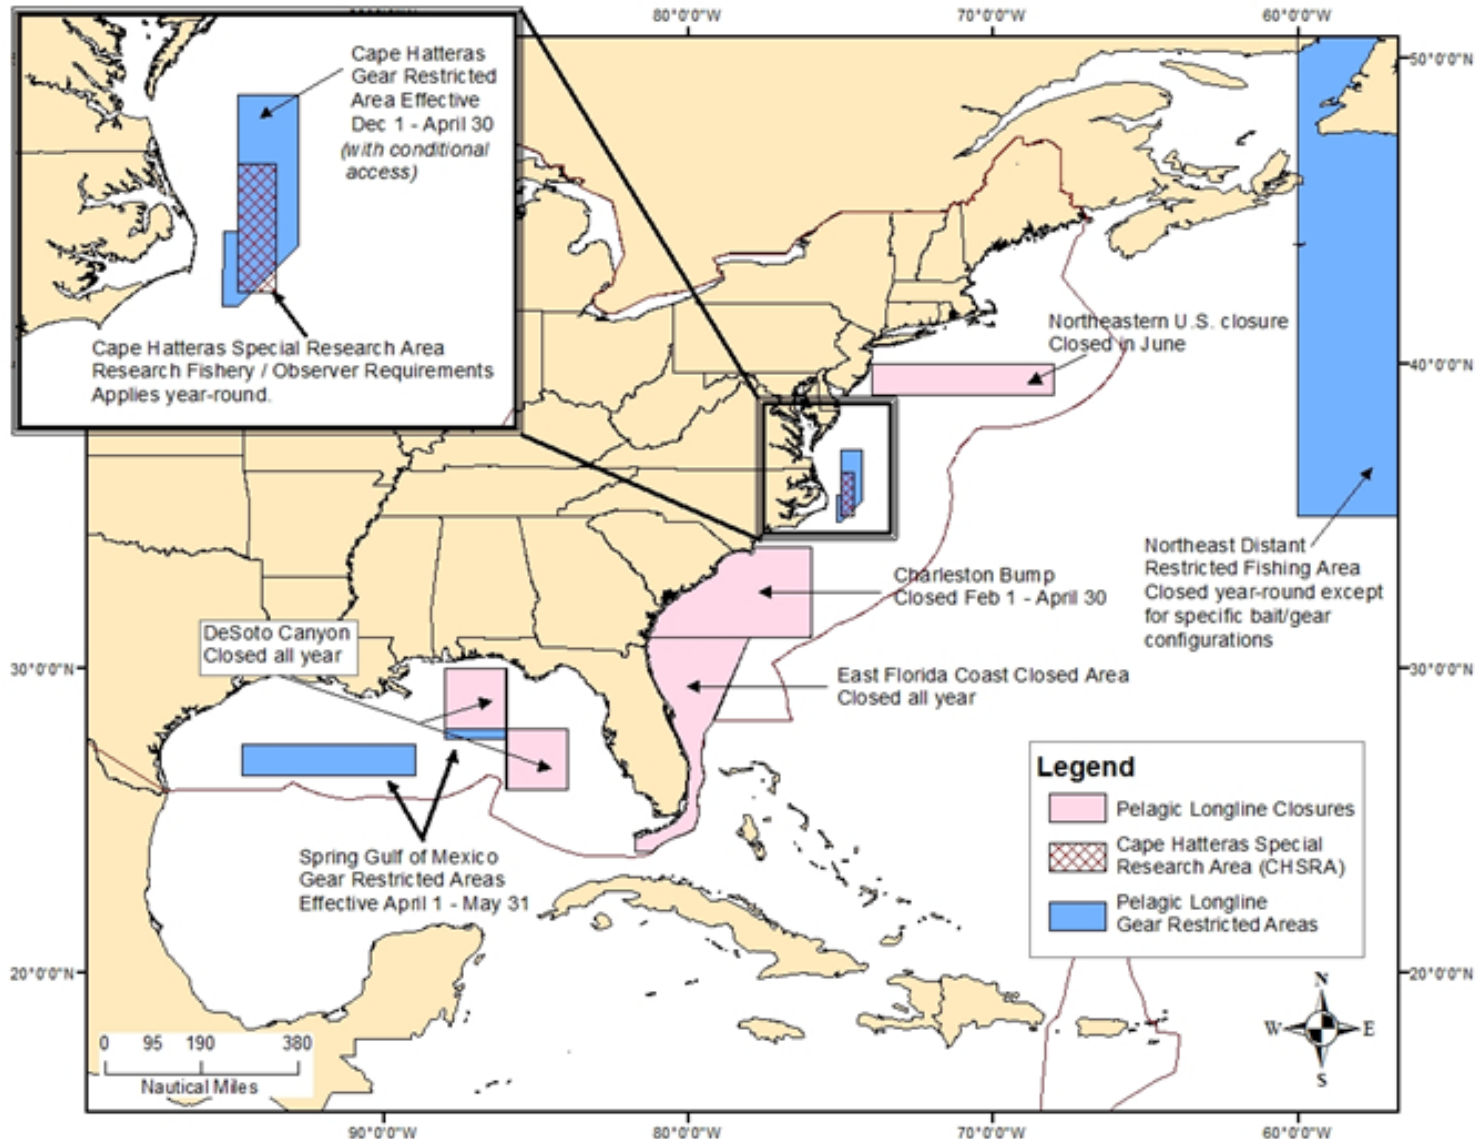 80°0'0"W
70°0'0"W
60°0'0"W
Cape Hatteras
Gear Restricted
Area Effective
Dec 1 - April 30
(with conditional
access)
Cape Hatteras Special Research Area
Research Fishery / Observer Requirements
Applies year-round.
50°0'0"N
Northeastern U.S. closure
Closed in June
40°0'0"N
Northeast Distant
Restricted Fishing Area
Closed year-round except
for specific bait/gear
configurations
Charleston Bump
Closed Feb 1 - April 30
DeSoto Canyon
Closed all year
30°0'0"N
30°0'0"N
East Florida Coast Closed Area
Closed all year
Spring Gulf of Mexico
Gear Restricted Areas
Effective April 1 - May 31
Legend
Pelagic Longline Closures
Cape Hatteras Special
Research Area (CHSRA)
Pelagic Longline
Gear Restricted Areas
20°0'0"N
20°0'0"N
N
W
E
S
0 95 190 380
Nautical Miles
90°0'0"W
80°0'0"W
70°0'0"W
60°0'0"W